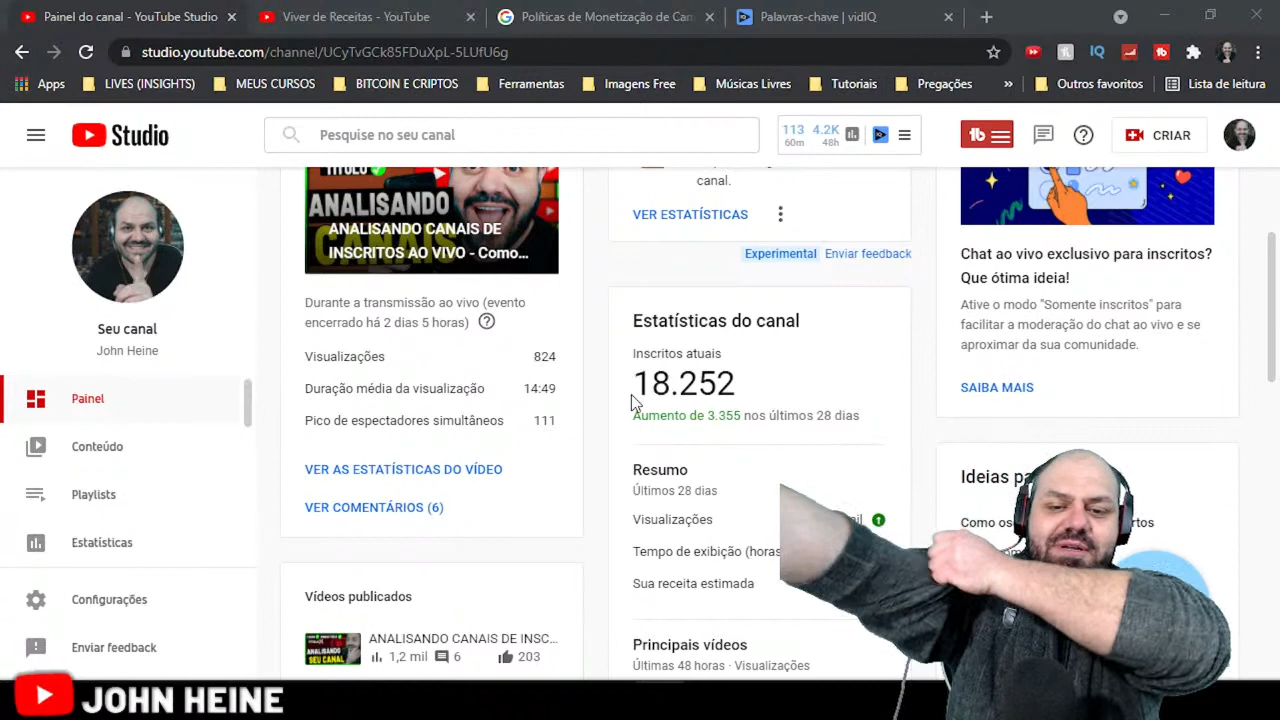 Painel do canal - YouTube Studio
Viver de Receitas - YouTube
Políticas de Monetização de Can
Palavras-chave | vidIQ
studio.youtube.com/channel/UCyTvGCk85FDuXpL-5LUfU6g
Apps
LIVES (INSIGHTS)
MEUS CURSOS
BITCOIN E CRIPTOS
Ferramentas
Imagens Free
Músicas Livres
Tutoriais
Pregações
Outros favoritos
Lista de leitura
Studio
Pesquise no seu canal
113 4.2K
60m 48h
CRIAR
Seu canal
John Heine
Painel
Conteúdo
Playlists
Estatísticas
Configurações
Enviar feedback
TÍTULO
ANALISANDO
CANAIS
ANALISANDO CANAIS DE
INSCRITOS AO VIVO - Como...
Durante a transmissão ao vivo (evento
encerrado há 2 dias 5 horas)
Visualizações 824
Duração média da visualização 14:49
Pico de espectadores simultâneos 111
VER AS ESTATÍSTICAS DO VÍDEO
VER COMENTÁRIOS (6)
Vídeos publicados
ANALISANDO CANAIS DE INSC...
1,2 mil 6 203
canal.
VER ESTATÍSTICAS
Experimental Enviar feedback
Estatísticas do canal
Inscritos atuais
18.252
Aumento de 3.355 nos últimos 28 dias
Resumo
Últimos 28 dias
Visualizações
Tempo de exibição (horas
Sua receita estimada
Principais vídeos
Últimas 48 horas · Visualizações
Chat ao vivo exclusivo para inscritos?
Que ótima ideia!
Ative o modo "Somente inscritos" para
facilitar a moderação do chat ao vivo e se
aproximar da sua comunidade.
SAIBA MAIS
Ideias pa
Como os
JOHN HEINE